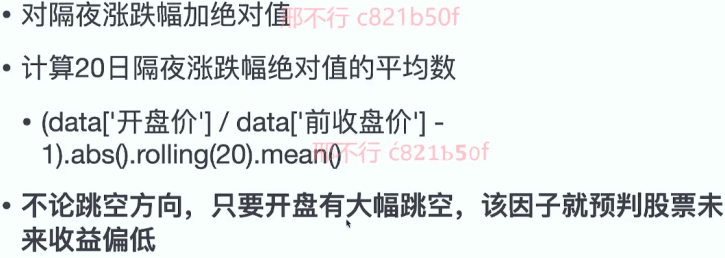 • 对隔夜涨跌幅加绝对值
邢不行 c821b50f
• 计算20日隔夜涨跌幅绝对值的平均数
• (data['开盘价'] / data['前收盘价'] -
1).abs().rolling(20).mean()
邢不行 c821b50f
• 不论跳空方向，只要开盘有大幅跳空，该因子就预判股票未
来收益偏低